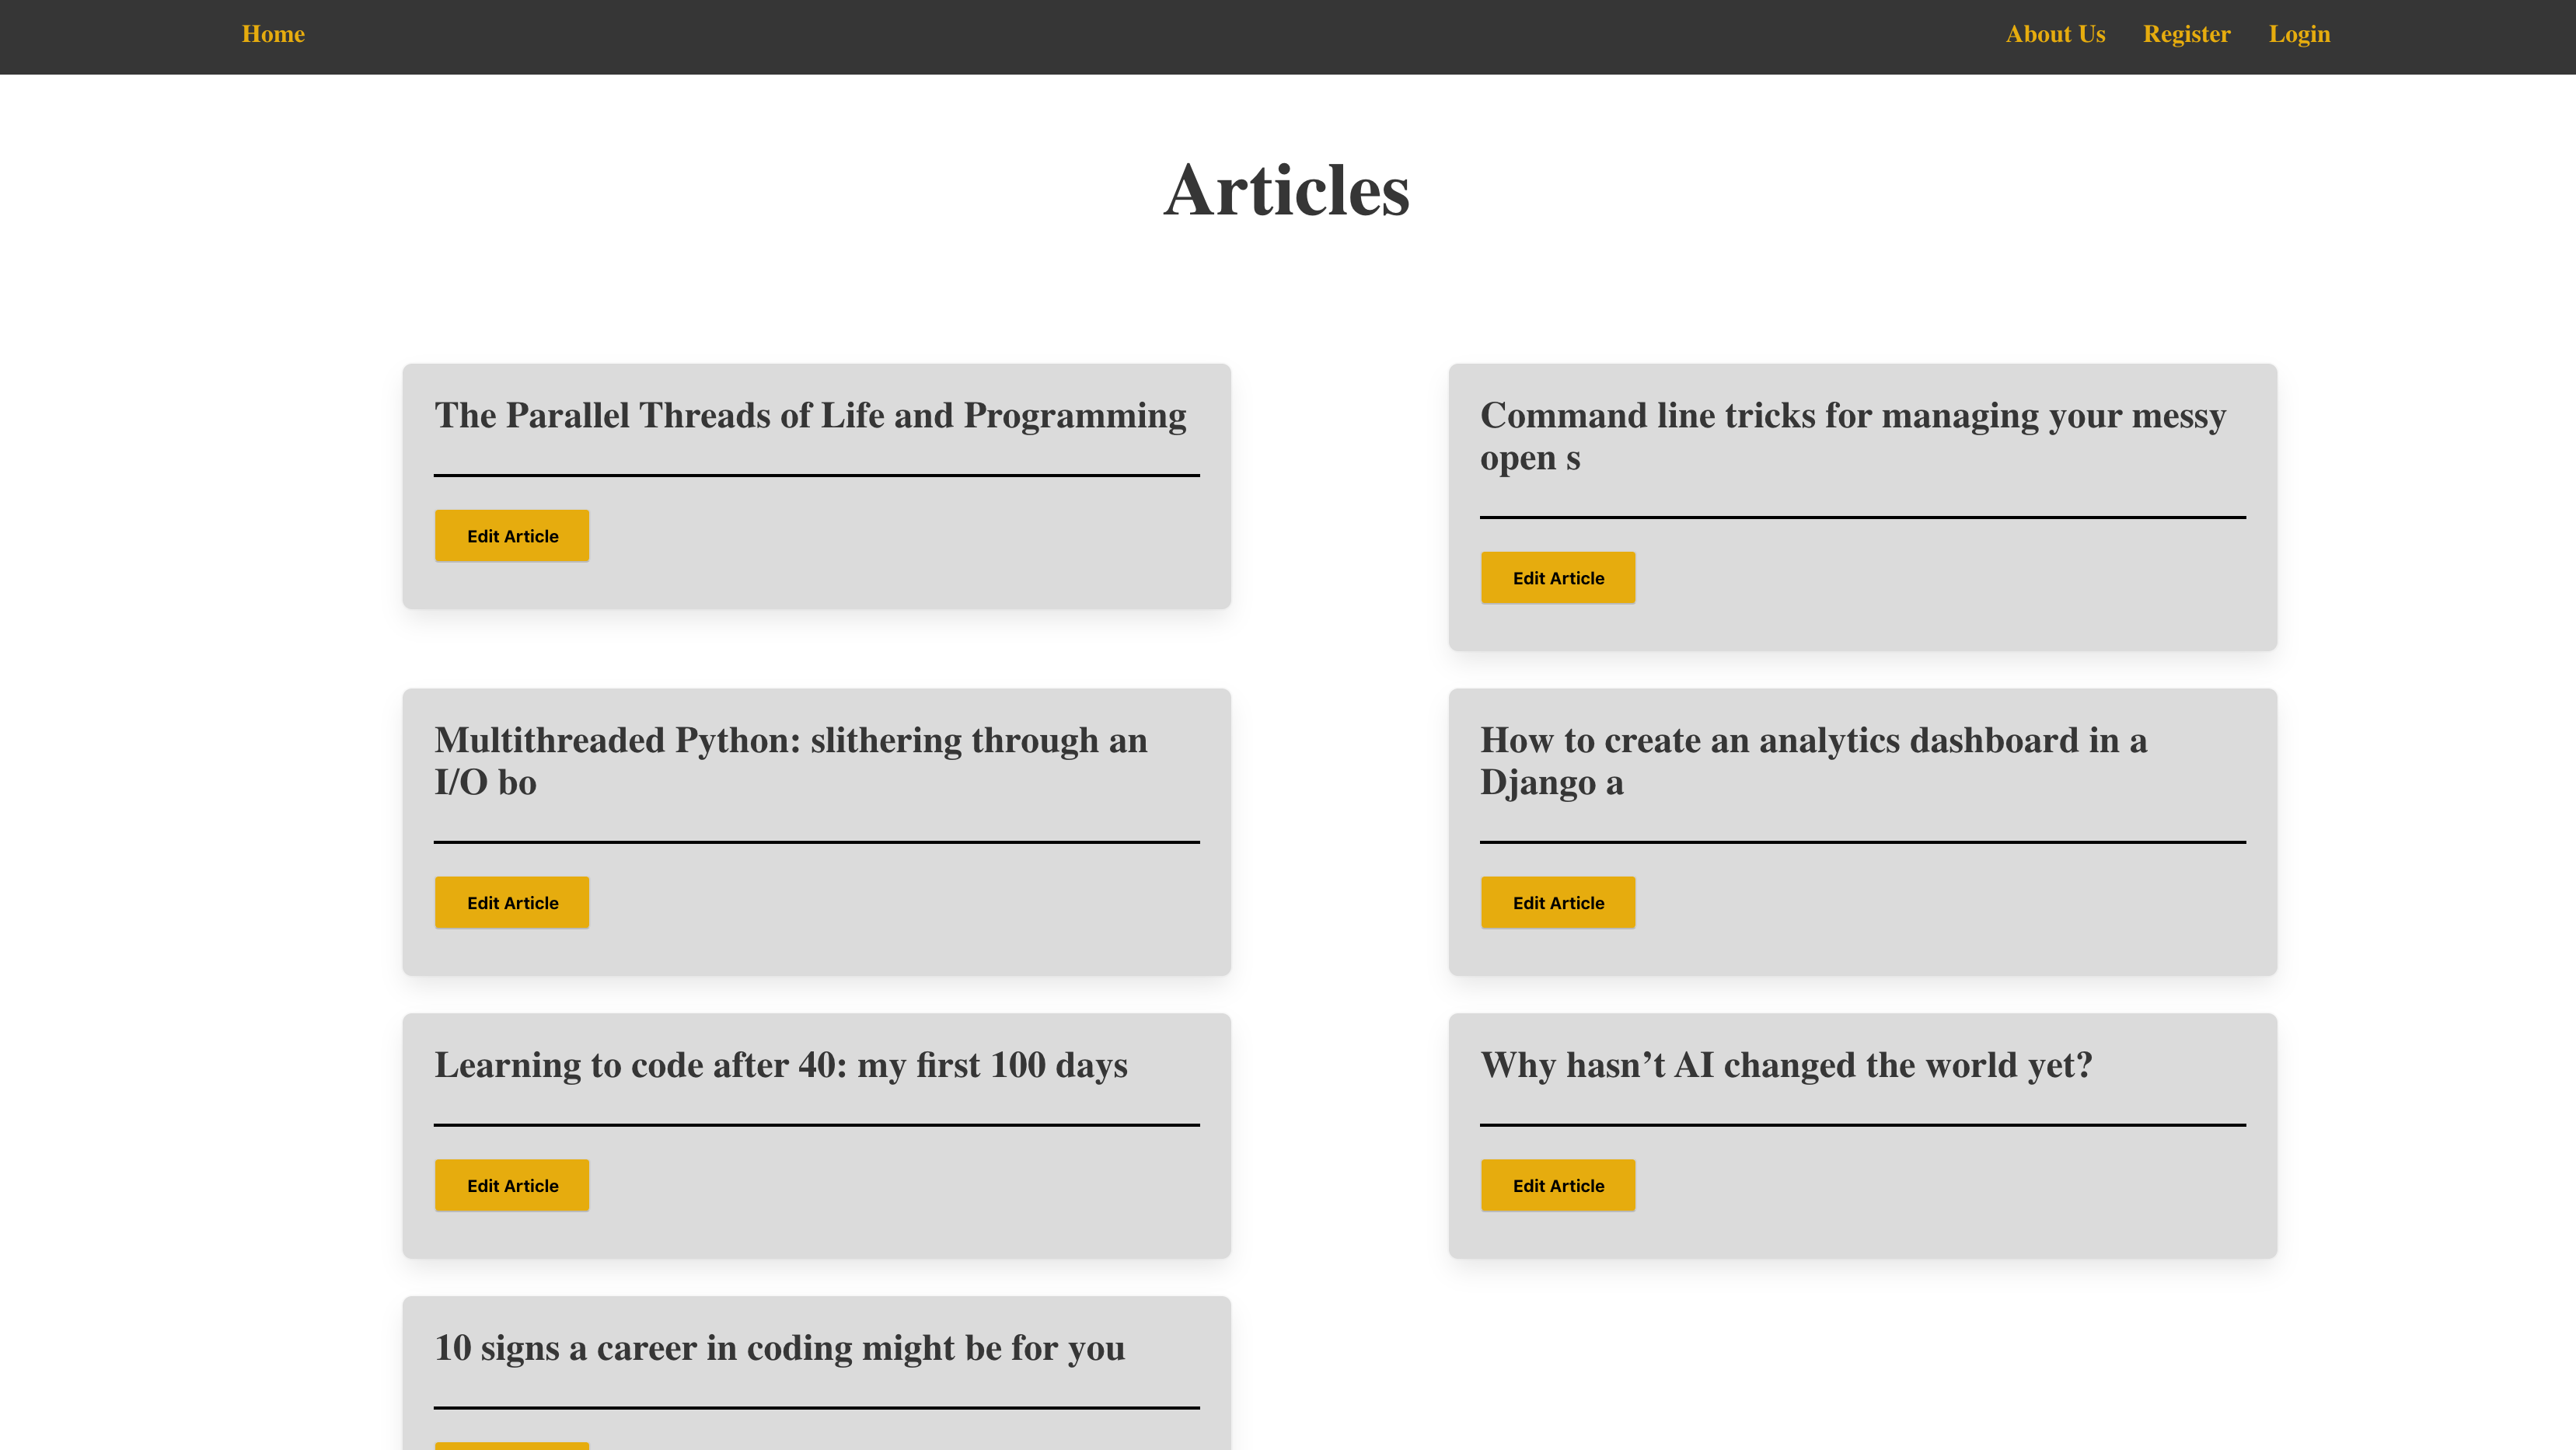 Home
About Us
Register
Login
Articles
The Parallel Threads of Life and Programming
Edit Article
Command line tricks for managing your messy
open s
Edit Article
Multithreaded Python: slithering through an
I/O bo
Edit Article
How to create an analytics dashboard in a
Django a
Edit Article
Learning to code after 40: my first 100 days
Edit Article
Why hasn’t AI changed the world yet?
Edit Article
10 signs a career in coding might be for you